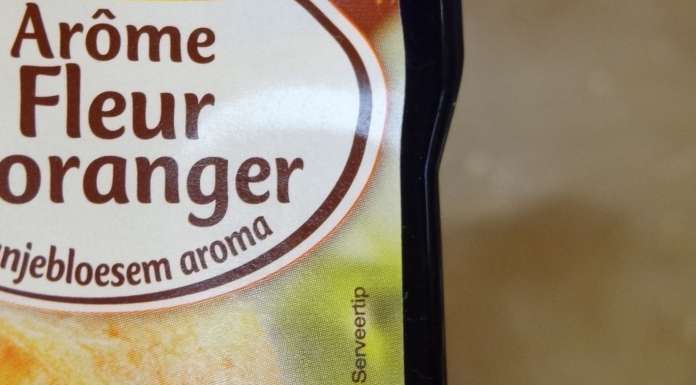 Arôme
Fleur
oranger
njebloesem aroma
Serveertip